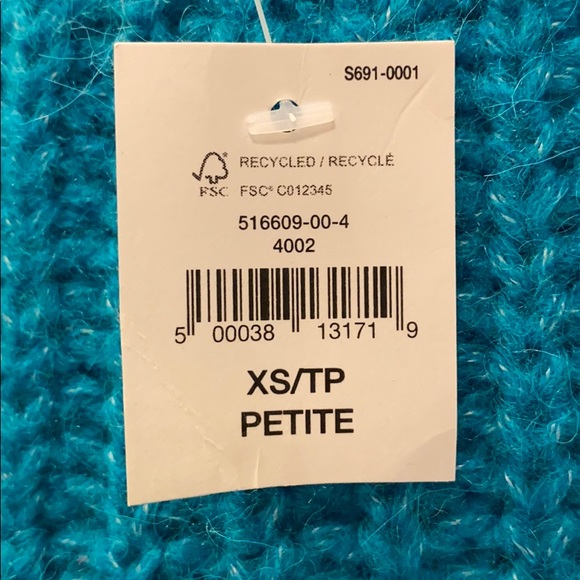 S691-0001
RECYCLED / RECYCLÉ
FSC FSC® C012345
516609-00-4
4002
5 00038 13171 9
XS/TP
PETITE